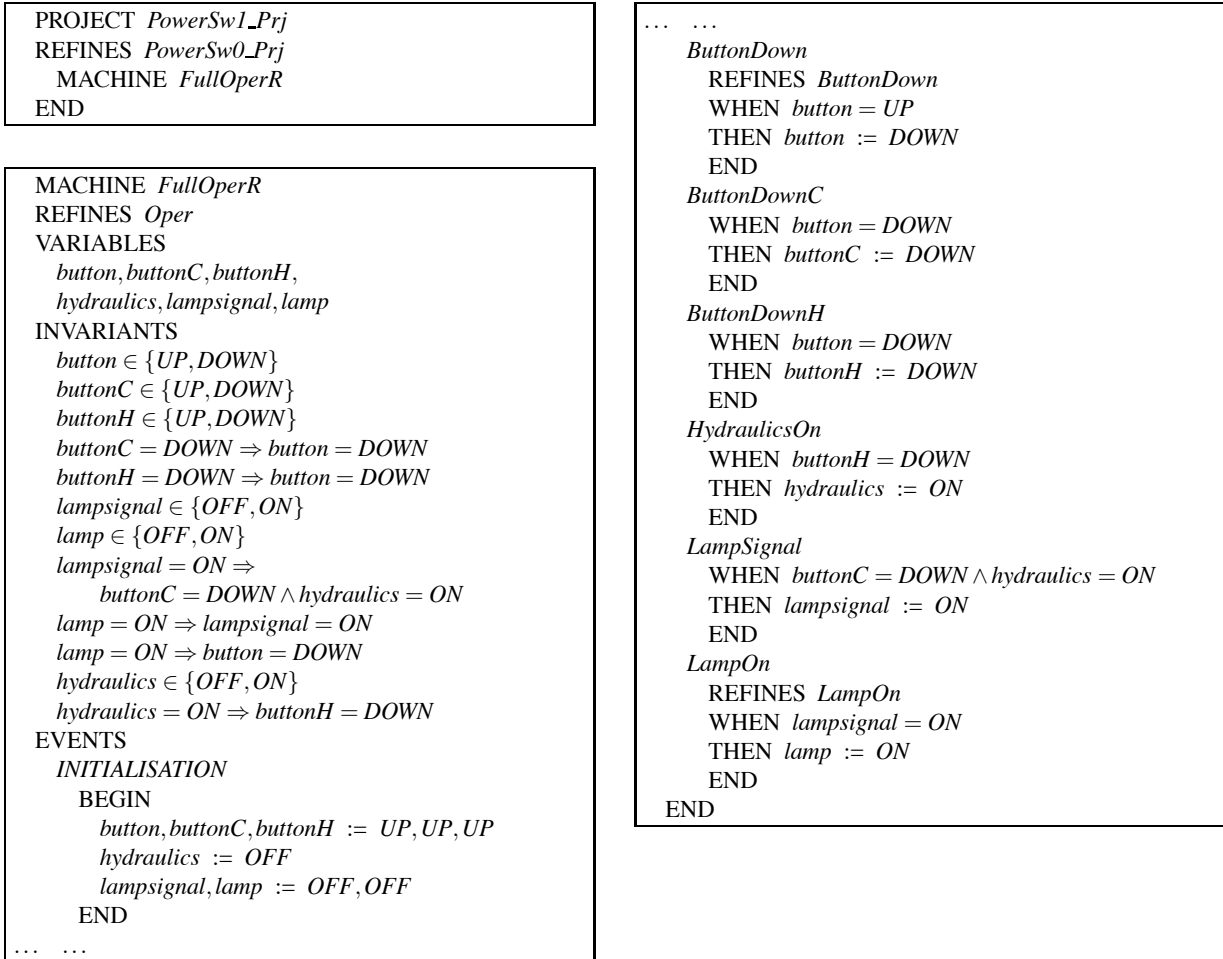 PROJECT PowerSw1_Prj
REFINES PowerSw0_Prj
MACHINE FullOperR
END
MACHINE FullOperR
REFINES Oper
VARIABLES
button, buttonC, buttonH,
hydraulics, lampsignal, lamp
INVARIANTS
button ∈ {UP, DOWN}
buttonC ∈ {UP, DOWN}
buttonH ∈ {UP, DOWN}
buttonC = DOWN ⇒ button = DOWN
buttonH = DOWN ⇒ button = DOWN
lampsignal ∈ {OFF, ON}
lamp ∈ {OFF, ON}
lampsignal = ON ⇒
buttonC = DOWN ∧ hydraulics = ON
lamp = ON ⇒ lampsignal = ON
lamp = ON ⇒ button = DOWN
hydraulics ∈ {OFF, ON}
hydraulics = ON ⇒ buttonH = DOWN
EVENTS
INITIALISATION
BEGIN
button, buttonC, buttonH := UP, UP, UP
hydraulics := OFF
lampsignal, lamp := OFF, OFF
END
... ...
... ...
ButtonDown
REFINES ButtonDown
WHEN button = UP
THEN button := DOWN
END
ButtonDownC
WHEN button = DOWN
THEN buttonC := DOWN
END
ButtonDownH
WHEN button = DOWN
THEN buttonH := DOWN
END
HydraulicsOn
WHEN buttonH = DOWN
THEN hydraulics := ON
END
LampSignal
WHEN buttonC = DOWN ∧ hydraulics = ON
THEN lampsignal := ON
END
LampOn
REFINES LampOn
WHEN lampsignal = ON
THEN lamp := ON
END
END